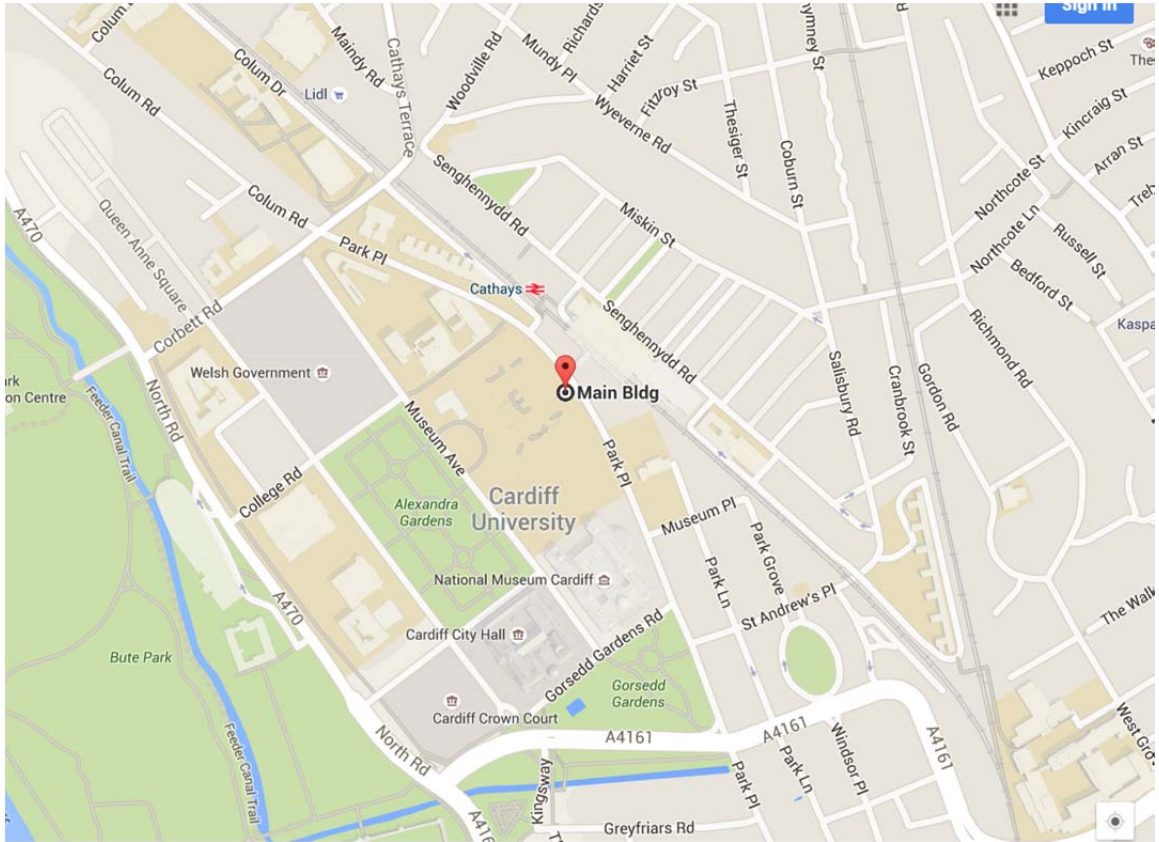 Sign in
Colum Dr
Colum Rd
Colum Dr
Lidl
Maindy Rd
Cathays Terrace
Woodville Rd
Mundy Pl
Richards
Harriet St
Fitzroy St
Wyeverne Rd
Thesiger St
Coburn St
Keppoch St
Kincraig St
Arran St
Northcote St
Northcote Ln
Russell St
Bedford St
Colum Rd
Park Pl
Senghennydd Rd
Miskin St
A470
Queen Anne Square
Corbett Rd
Cathays
Senghennydd Rd
Salisbury Rd
Cranbrook St
Gordon Rd
Richmond Rd
Welsh Government
on Centre
Feeder Canal Trail
North Rd
Main Bldg
Museum Ave
Park Pl
College Rd
Alexandra
Gardens
Cardiff
University
Museum Pl
Park Grove
Park Ln
National Museum Cardiff
St Andrew's Pl
The Walk
A470
Cardiff City Hall
Gorsedd Gardens Rd
Bute Park
Gorsedd
Gardens
Cardiff Crown Court
A4161
A4161
A4161
West Gro
North Rd
Feeder Canal Trail
Kingsway
Park Pl
Park Ln
Windsor Pl
Greyfriars Rd